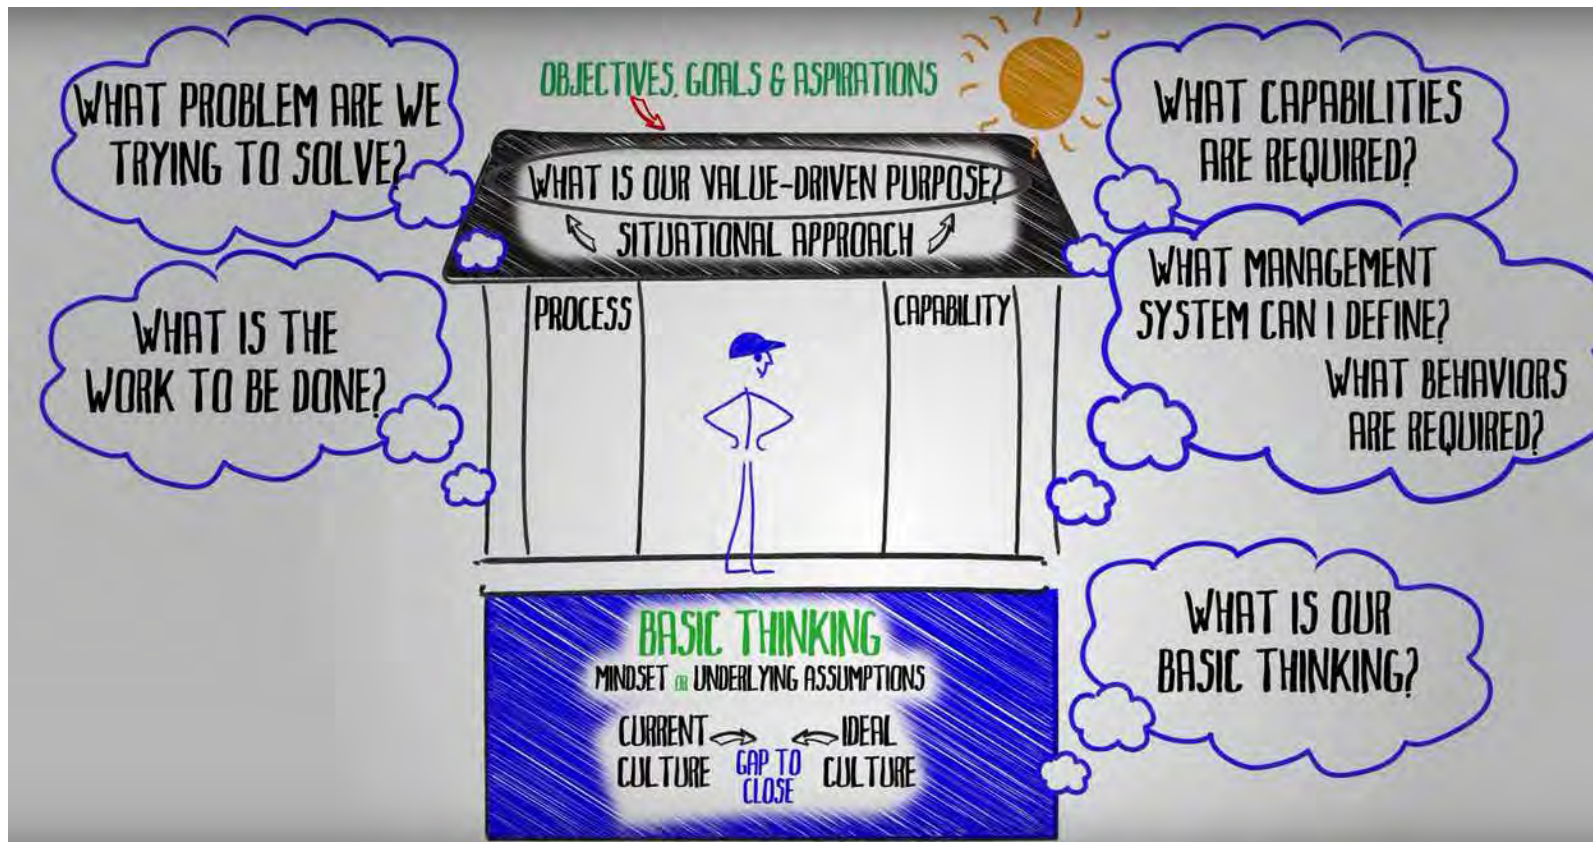 OBJECTIVES, GOALS & ASPIRATIONS
WHAT PROBLEM ARE WE
TRYING TO SOLVE?
WHAT IS OUR VALUE-DRIVEN PURPOSE?
SITUATIONAL APPROACH
WHAT CAPABILITIES
ARE REQUIRED?
WHAT IS THE
WORK TO BE DONE?
PROCESS
CAPABILITY
WHAT MANAGEMENT
SYSTEM CAN I DEFINE?
WHAT BEHAVIORS
ARE REQUIRED?
BASIC THINKING
MINDSET OR UNDERLYING ASSUMPTIONS
CURRENT
CULTURE
GAP TO
CLOSE
IDEAL
CULTURE
WHAT IS OUR
BASIC THINKING?